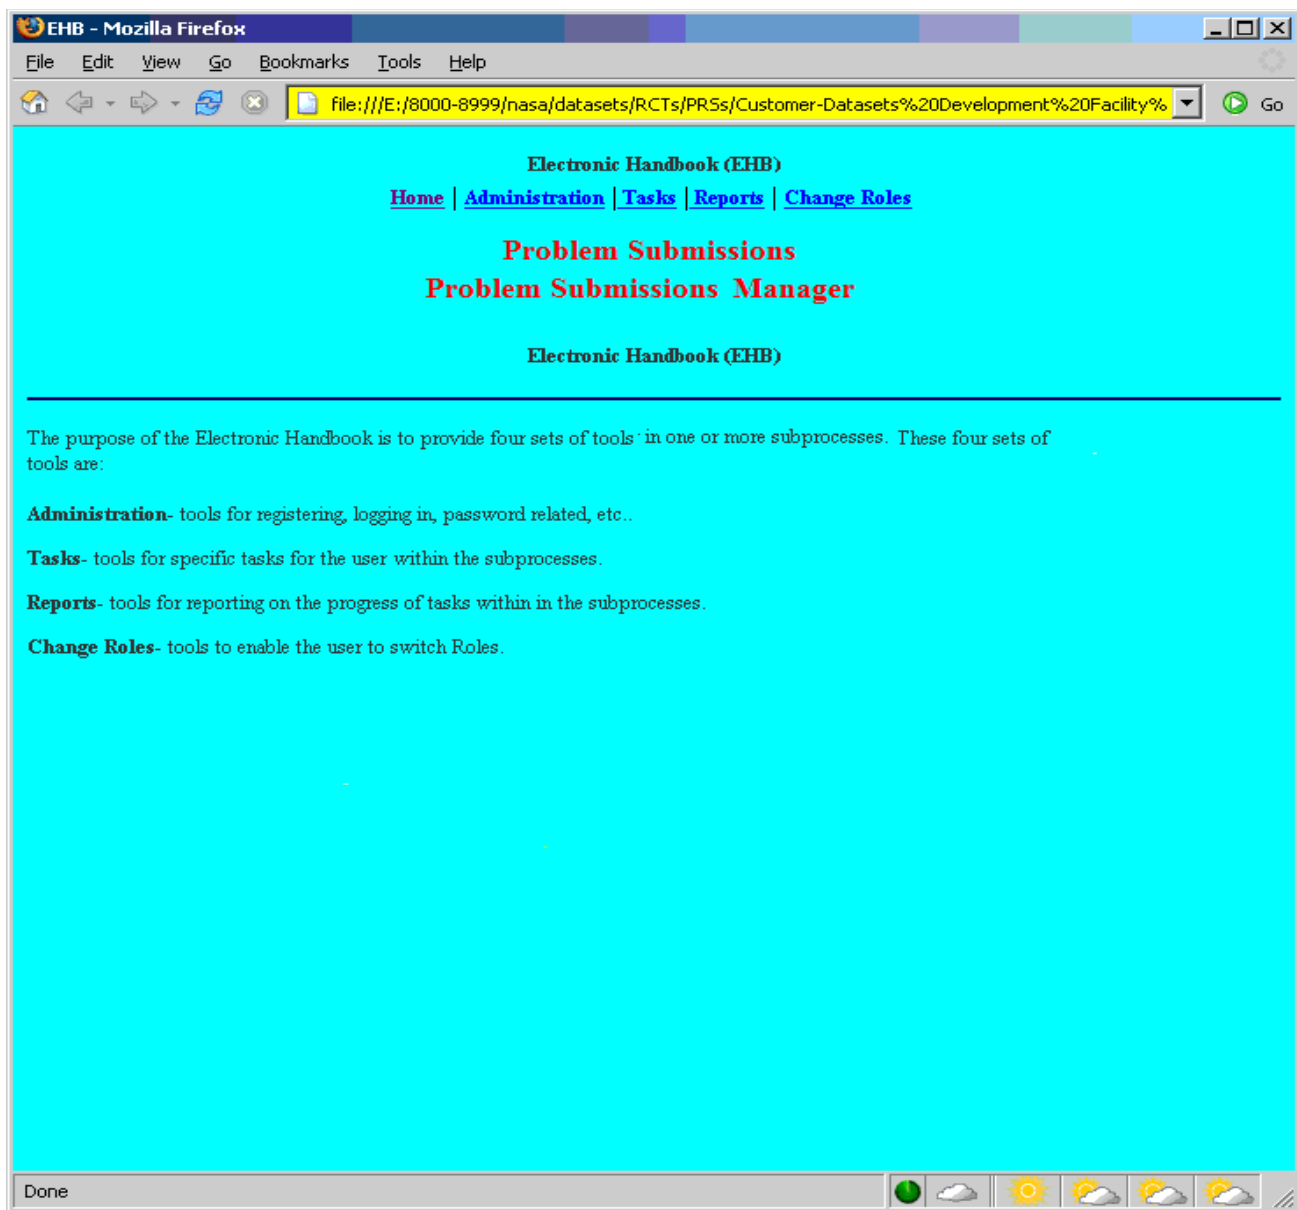 EHB - Mozilla Firefox
File Edit View Go Bookmarks Tools Help
file:///E:/8000-8999/nasa/datasets/RCTs/PRSs/Customer-Datasets%20Development%20Facility% Go
Electronic Handbook (EHB)
Home | Administration | Tasks | Reports | Change Roles
Problem Submissions
Problem Submissions Manager
Electronic Handbook (EHB)
The purpose of the Electronic Handbook is to provide four sets of tools in one or more subprocesses. These four sets of
tools are:
Administration- tools for registering, logging in, password related, etc..
Tasks- tools for specific tasks for the user within the subprocesses.
Reports- tools for reporting on the progress of tasks within in the subprocesses.
Change Roles- tools to enable the user to switch Roles.
Done